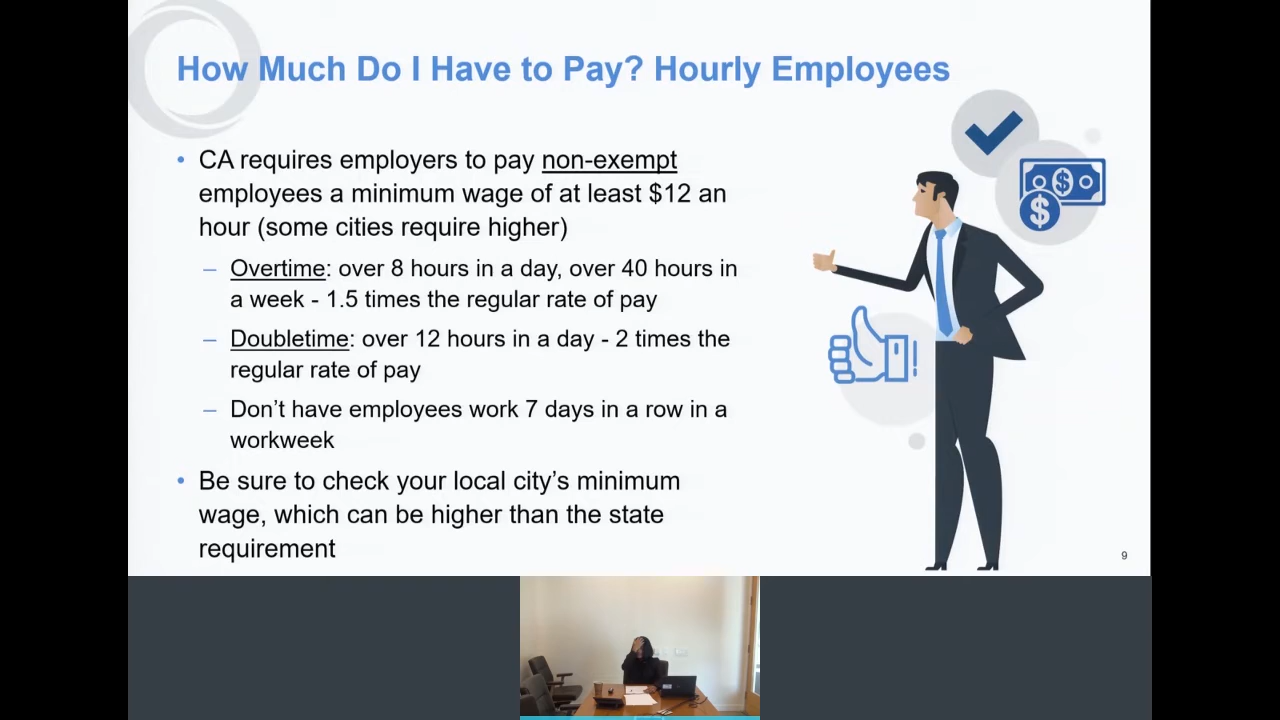 How Much Do I Have to Pay? Hourly Employees
• CA requires employers to pay non-exempt
employees a minimum wage of at least $12 an
hour (some cities require higher)
– Overtime: over 8 hours in a day, over 40 hours in
a week - 1.5 times the regular rate of pay
– Doubletime: over 12 hours in a day - 2 times the
regular rate of pay
– Don’t have employees work 7 days in a row in a
workweek
• Be sure to check your local city’s minimum
wage, which can be higher than the state
requirement
$
$
9